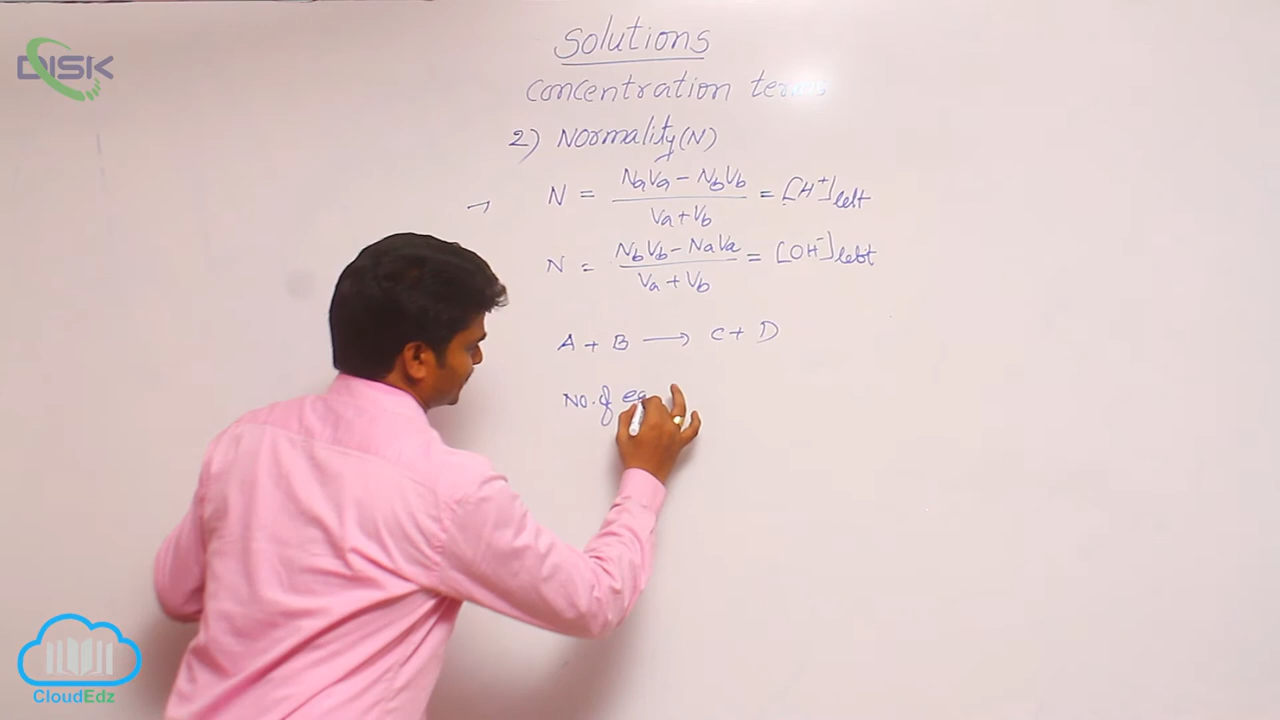 DISK
Solutions
concentration terms
2) Normality(N)
N = NaVa - NbVb / Va + Vb = [H+]left
N = NbVb - NaVa / Va + Vb = [OH-]left
A + B → C + D
NO. of eq
CloudEdz